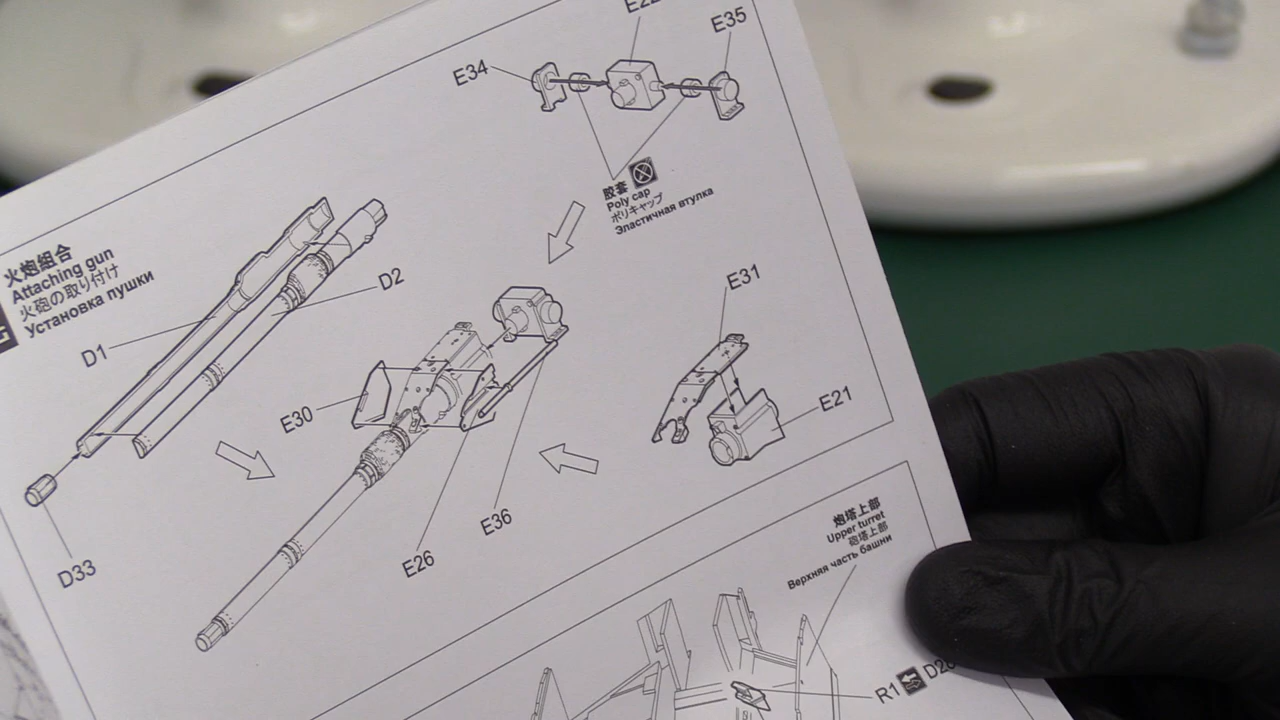 E35
E34
胶套
Poly cap
ポリキャップ
Эластичная втулка
火炮組合
Attaching gun
火砲の取り付け
Установка пушки
D2
D1
E31
E30
E21
E36
E26
D33
炮塔上部
Upper turret
砲塔上部
Верхняя часть башни
R1